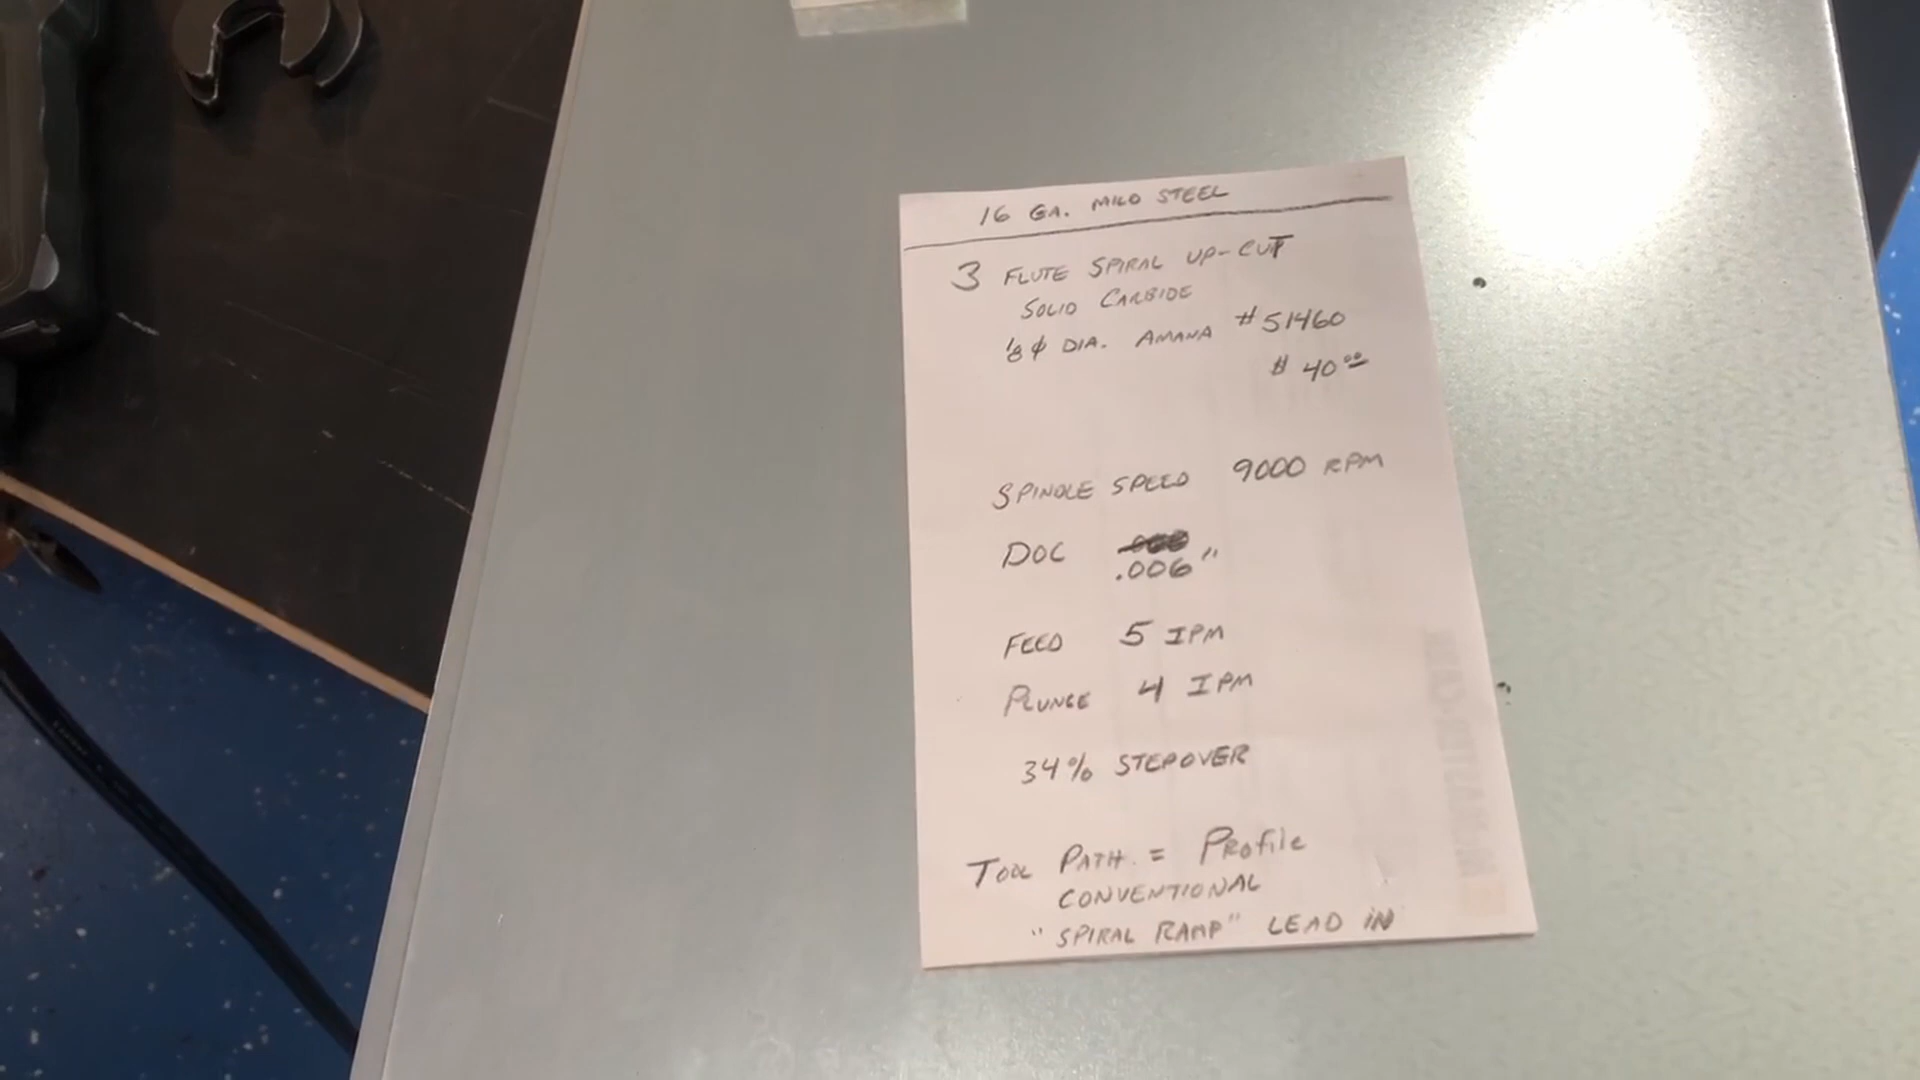 16 GA. MILD STEEL
3 FLUTE SPIRAL UP-CUT
SOLID CARBIDE
1/8 ϕ DIA. AMANA #51460
$40.00
SPINDLE SPEED 9000 RPM
DOC
.006"
FEED 5 IPM
PLUNGE 4 IPM
34% STEPOVER
TOOL PATH = PROFiLe
CONVENTIONAL
"SPIRAL RAMP" LEAD IN